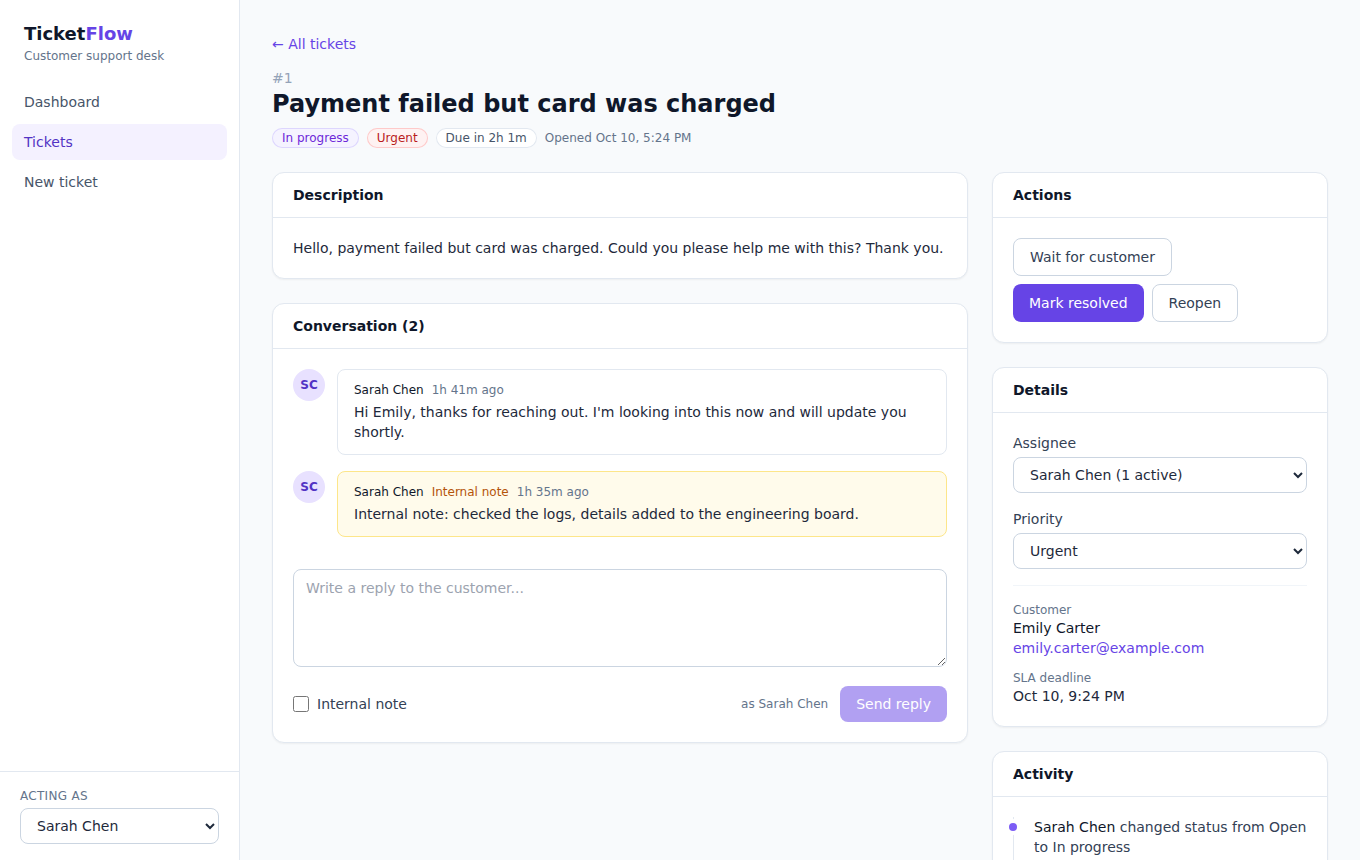 TicketFlow
Customer support desk
Dashboard
Tickets
New ticket
ACTING AS
Sarah Chen
← All tickets
#1
Payment failed but card was charged
In progress Urgent Due in 2h 1m Opened Oct 10, 5:24 PM
Description
Hello, payment failed but card was charged. Could you please help me with this? Thank you.
Conversation (2)
SC
Sarah Chen 1h 41m ago
Hi Emily, thanks for reaching out. I'm looking into this now and will update you
shortly.
SC
Sarah Chen Internal note 1h 35m ago
Internal note: checked the logs, details added to the engineering board.
Write a reply to the customer...
Internal note
as Sarah Chen
Send reply
Actions
Wait for customer
Mark resolved
Reopen
Details
Assignee
Sarah Chen (1 active)
Priority
Urgent
Customer
Emily Carter
emily.carter@example.com
SLA deadline
Oct 10, 9:24 PM
Activity
Sarah Chen changed status from Open
to In progress